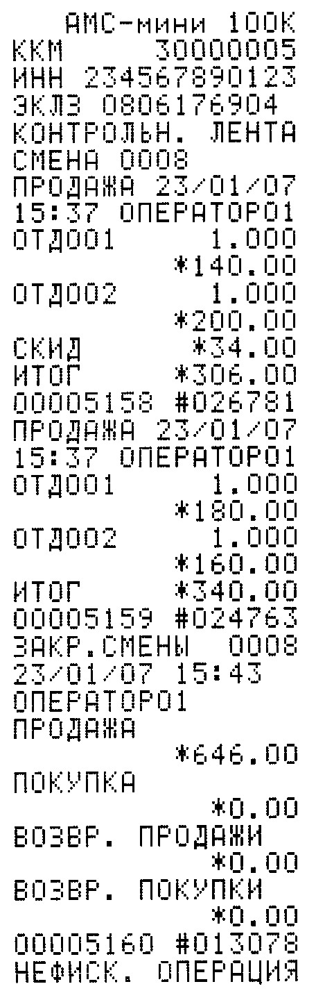 АМС-мини 100К
ККМ 30000005
ИНН 234567890123
ЭКЛЗ 0806176904
КОНТРОЛЬН. ЛЕНТА
СМЕНА 0008
ПРОДАЖА 23/01/07
15:37 ОПЕРАТОР01
ОТД001 1.000
*140.00
ОТД002 1.000
*200.00
СКИД *34.00
ИТОГ *306.00
00005158 #026781
ПРОДАЖА 23/01/07
15:37 ОПЕРАТОР01
ОТД001 1.000
*180.00
ОТД002 1.000
*160.00
ИТОГ *340.00
00005159 #024763
ЗАКР.СМЕНЫ 0008
23/01/07 15:43
ОПЕРАТОР01
ПРОДАЖА
*646.00
ПОКУПКА
*0.00
ВОЗВР. ПРОДАЖИ
*0.00
ВОЗВР. ПОКУПКИ
*0.00
00005160 #013078
НЕФИСК. ОПЕРАЦИЯ